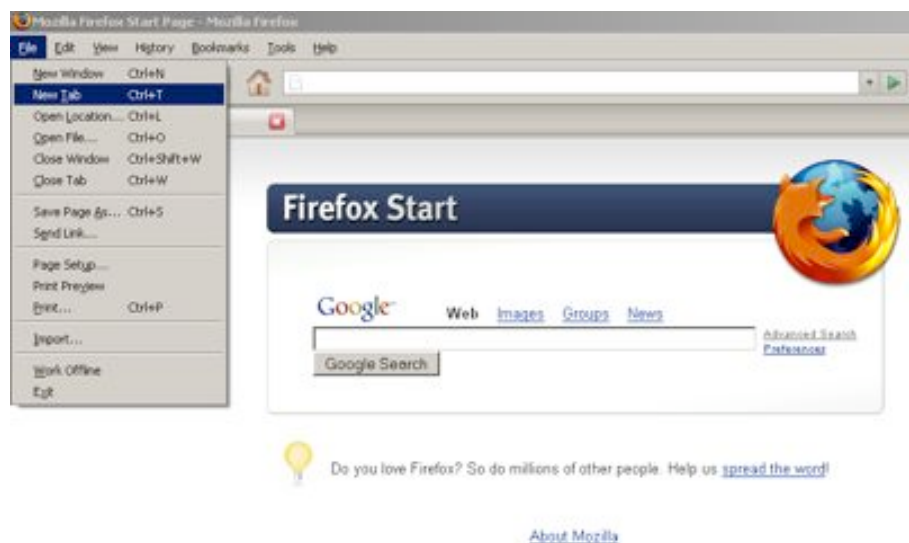 Mozilla Firefox Start Page - Mozilla Firefox
File Edit View History Bookmarks Tools Help
New Window Ctrl+N
New Tab Ctrl+T
Open Location... Ctrl+L
Open File... Ctrl+O
Close Window Ctrl+Shift+W
Close Tab Ctrl+W
Save Page As... Ctrl+S
Send Link...
Page Setup...
Print Preview
Print... Ctrl+P
Import...
Work Offline
Exit
Firefox Start
Google
Web Images Groups News
Advanced Search
Preferences
Google Search
Do you love Firefox? So do millions of other people. Help us spread the word!
About Mozilla